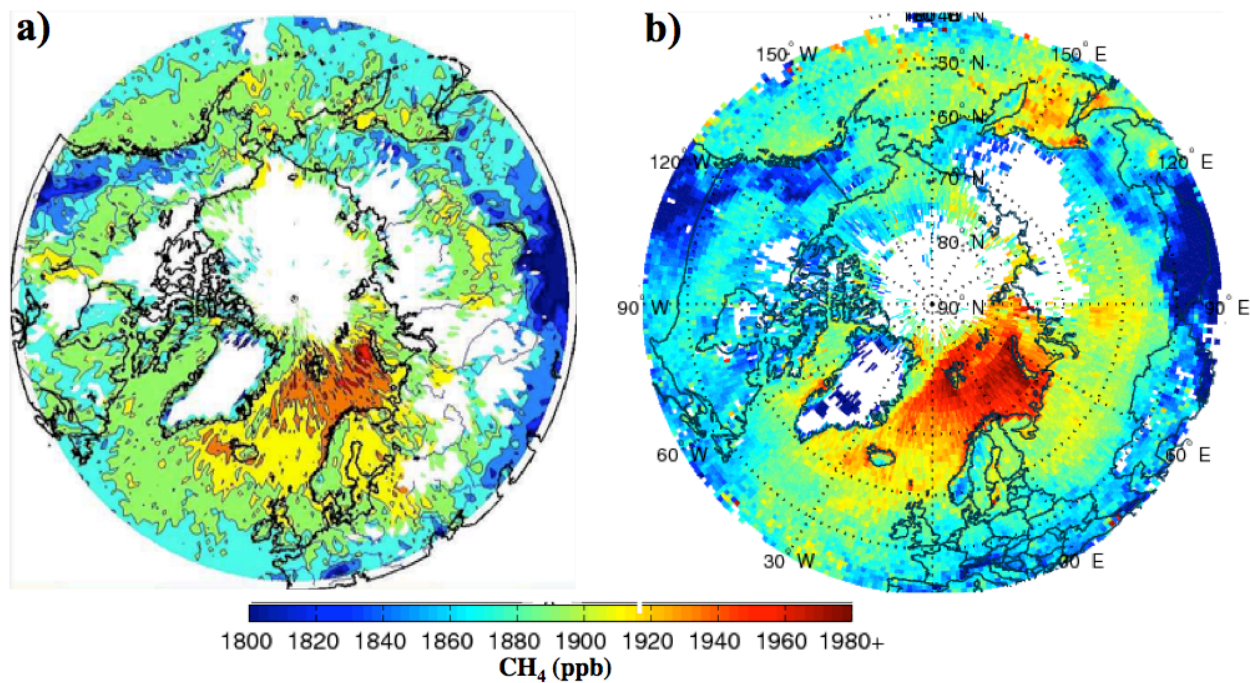 a)
b)
150° W
150° E
50° N
60° N
70° N
80° N
90° N
120° W
120° E
90° W
90° E
60° W
60° E
30° W
1800 1820 1840 1860 1880 1900 1920 1940 1960 1980+
CH₄ (ppb)